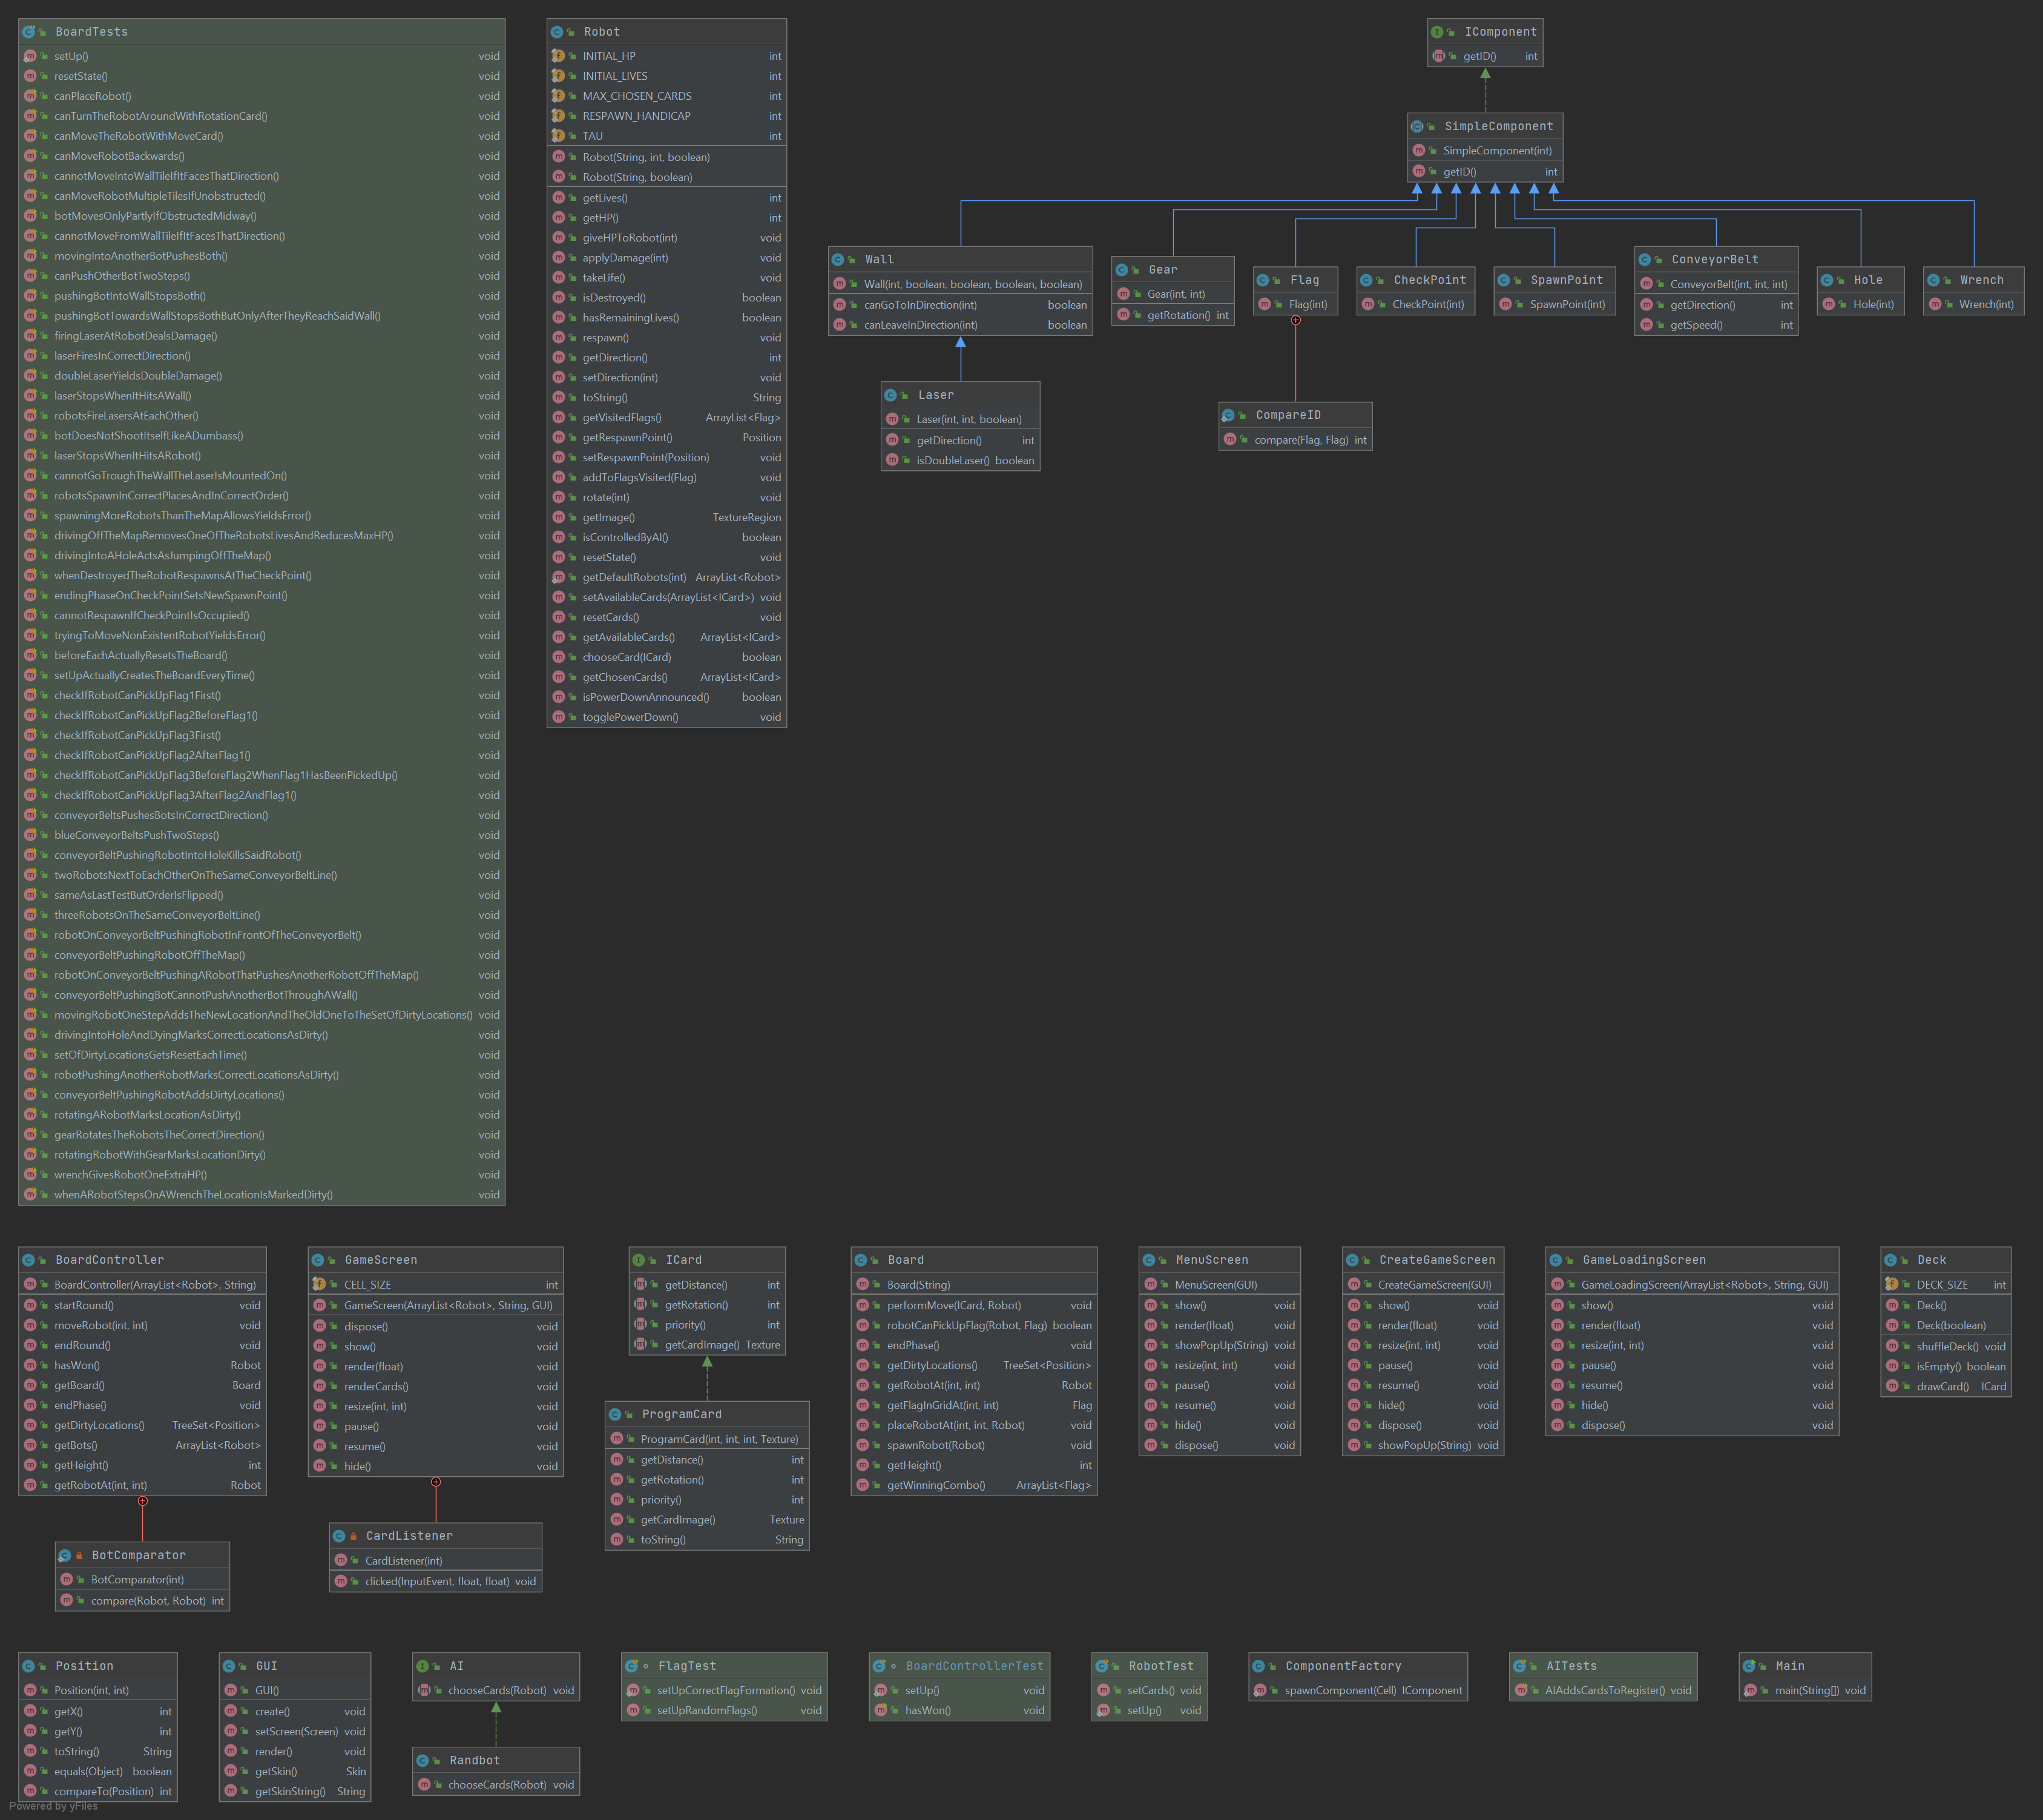 BoardTests
setUp() void
resetState() void
canPlaceRobot() void
canTurnTheRobotAroundWithRotationCard() void
canMoveTheRobotWithMoveCard() void
canMoveRobotBackwards() void
cannotMoveIntoWallTileIfItFacesThatDirection() void
canMoveRobotMultipleTilesIfUnobstructed() void
botMovesOnlyPartlyIfObstructedMidway() void
cannotMoveFromWallTileIfItFacesThatDirection() void
movingIntoAnotherBotPushesBoth() void
canPushOtherBotTwoSteps() void
pushingBotIntoWallStopsBoth() void
pushingBotTowardsWallStopsBothButOnlyAfterTheyReachSaidWall() void
firingLaserAtRobotDealsDamage() void
laserFiresInCorrectDirection() void
doubleLaserYieldsDoubleDamage() void
laserStopsWhenItHitsAWall() void
robotsFireLasersAtEachOther() void
botDoesNotShootItselfLikeADumbass() void
laserStopsWhenItHitsARobot() void
cannotGoTroughTheWallTheLaserIsMountedOn() void
robotsSpawnInCorrectPlacesAndInCorrectOrder() void
spawningMoreRobotsThanTheMapAllowsYieldsError() void
drivingOffTheMapRemovesOneOfTheRobotsLivesAndReducesMaxHP() void
drivingIntoAHoleActsAsJumpingOffTheMap() void
whenDestroyedTheRobotRespawnsAtTheCheckPoint() void
endingPhaseOnCheckPointSetsNewSpawnPoint() void
cannotRespawnIfCheckPointIsOccupied() void
tryingToMoveNonExistentRobotYieldsError() void
beforeEachActuallyResetsTheBoard() void
setUpActuallyCreatesTheBoardEveryTime() void
checkIfRobotCanPickUpFlag1First() void
checkIfRobotCanPickUpFlag2BeforeFlag1() void
checkIfRobotCanPickUpFlag3First() void
checkIfRobotCanPickUpFlag2AfterFlag1() void
checkIfRobotCanPickUpFlag3BeforeFlag2WhenFlag1HasBeenPickedUp() void
checkIfRobotCanPickUpFlag3AfterFlag2AndFlag1() void
conveyorBeltsPushesBotsInCorrectDirection() void
blueConveyorBeltsPushTwoSteps() void
conveyorBeltPushingRobotIntoHoleKillsSaidRobot() void
twoRobotsNextToEachOtherOnTheSameConveyorBeltLine() void
sameAsLastTestButOrderIsFlipped() void
threeRobotsOnTheSameConveyorBeltLine() void
robotOnConveyorBeltPushingRobotInFrontOfTheConveyorBelt() void
conveyorBeltPushingRobotOffTheMap() void
robotOnConveyorBeltPushingARobotThatPushesAnotherRobotOffTheMap() void
conveyorBeltPushingBotCannotPushAnotherBotThroughAWall() void
movingRobotOneStepAddsTheNewLocationAndTheOldOneToTheSetOfDirtyLocations() void
drivingIntoHoleAndDyingMarksCorrectLocationsAsDirty() void
setOfDirtyLocationsGetsResetEachTime() void
robotPushingAnotherRobotMarksCorrectLocationsAsDirty() void
conveyorBeltPushingRobotAddsDirtyLocations() void
rotatingARobotMarksLocationAsDirty() void
gearRotatesTheRobotsTheCorrectDirection() void
rotatingRobotWithGearMarksLocationDirty() void
wrenchGivesRobotOneExtraHP() void
whenARobotStepsOnAWrenchTheLocationIsMarkedDirty() void
Robot
INITIAL_HP int
INITIAL_LIVES int
MAX_CHOSEN_CARDS int
RESPAWN_HANDICAP int
TAU int
Robot(String, int, boolean)
Robot(String, boolean)
getLives() int
getHP() int
giveHPToRobot(int) void
applyDamage(int) void
takeLife() void
isDestroyed() boolean
hasRemainingLives() boolean
respawn() void
getDirection() int
setDirection(int) void
toString() String
getVisitedFlags() ArrayList<Flag>
getRespawnPoint() Position
setRespawnPoint(Position) void
addToFlagsVisited(Flag) void
rotate(int) void
getImage() TextureRegion
isControlledByAI() boolean
resetState() void
getDefaultRobots(int) ArrayList<Robot>
setAvailableCards(ArrayList<ICard>) void
resetCards() void
getAvailableCards() ArrayList<ICard>
chooseCard(ICard) boolean
getChosenCards() ArrayList<ICard>
isPowerDownAnnounced() boolean
togglePowerDown() void
IComponent
getID() int
SimpleComponent
SimpleComponent(int)
getID() int
Wall
Wall(int, boolean, boolean, boolean, boolean)
canGoToInDirection(int) boolean
canLeaveInDirection(int) boolean
Gear
Gear(int, int)
getRotation() int
Flag
Flag(int)
CheckPoint
CheckPoint(int)
SpawnPoint
SpawnPoint(int)
ConveyorBelt
ConveyorBelt(int, int, int)
getDirection() int
getSpeed() int
Hole
Hole(int)
Wrench
Wrench(int)
Laser
Laser(int, int, boolean)
getDirection() int
isDoubleLaser() boolean
CompareID
compare(Flag, Flag) int
BoardController
BoardController(ArrayList<Robot>, String)
startRound() void
moveRobot(int, int) void
endRound() void
hasWon() Robot
getBoard() Board
endPhase() void
getDirtyLocations() TreeSet<Position>
getBots() ArrayList<Robot>
getHeight() int
getRobotAt(int, int) Robot
BotComparator
BotComparator(int)
compare(Robot, Robot) int
GameScreen
CELL_SIZE int
GameScreen(ArrayList<Robot>, String, GUI)
dispose() void
show() void
render(float) void
renderCards() void
resize(int, int) void
pause() void
resume() void
hide() void
CardListener
CardListener(int)
clicked(InputEvent, float, float) void
ICard
getDistance() int
getRotation() int
priority() int
getCardImage() Texture
ProgramCard
ProgramCard(int, int, int, Texture)
getDistance() int
getRotation() int
priority() int
getCardImage() Texture
toString() String
Board
Board(String)
performMove(ICard, Robot) void
robotCanPickUpFlag(Robot, Flag) boolean
endPhase() void
getDirtyLocations() TreeSet<Position>
getRobotAt(int, int) Robot
getFlagInGridAt(int, int) Flag
placeRobotAt(int, int, Robot) void
spawnRobot(Robot) void
getHeight() int
getWinningCombo() ArrayList<Flag>
MenuScreen
MenuScreen(GUI)
show() void
render(float) void
showPopUp(String) void
resize(int, int) void
pause() void
resume() void
hide() void
dispose() void
CreateGameScreen
CreateGameScreen(GUI)
show() void
render(float) void
resize(int, int) void
pause() void
resume() void
hide() void
dispose() void
showPopUp(String) void
GameLoadingScreen
GameLoadingScreen(ArrayList<Robot>, String, GUI)
show() void
render(float) void
resize(int, int) void
pause() void
resume() void
hide() void
dispose() void
Deck
DECK_SIZE int
Deck()
Deck(boolean)
shuffleDeck() void
isEmpty() boolean
drawCard() ICard
Position
Position(int, int)
getX() int
getY() int
toString() String
equals(Object) boolean
compareTo(Position) int
GUI
GUI()
create() void
setScreen(Screen) void
render() void
getSkin() Skin
getSkinString() String
AI
chooseCards(Robot) void
Randbot
chooseCards(Robot) void
FlagTest
setUpCorrectFlagFormation() void
setUpRandomFlags() void
BoardControllerTest
setUp() void
hasWon() void
RobotTest
setCards() void
setUp() void
ComponentFactory
spawnComponent(Cell) IComponent
AITests
AIAddsCardsToRegister() void
Main
main(String[]) void
Powered by yFiles